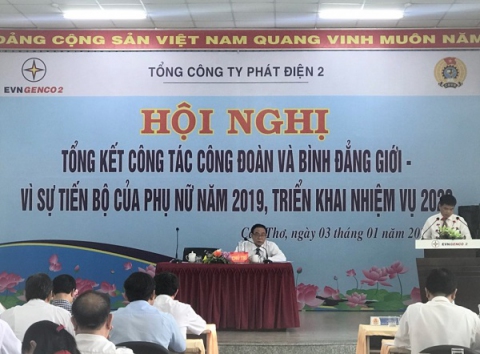 ĐẢNG CỘNG SẢN VIỆT NAM QUANG VINH MUÔN NĂM
TỔNG CÔNG TY PHÁT ĐIỆN 2
EVNGENCO2
HỘI NGHỊ
TỔNG KẾT CÔNG TÁC CÔNG ĐOÀN VÀ BÌNH ĐẲNG GIỚI -
VÌ SỰ TIẾN BỘ CỦA PHỤ NỮ NĂM 2019, TRIỂN KHAI NHIỆM VỤ
Thơ, ngày 03 tháng 01 năm
EVNGENCO2